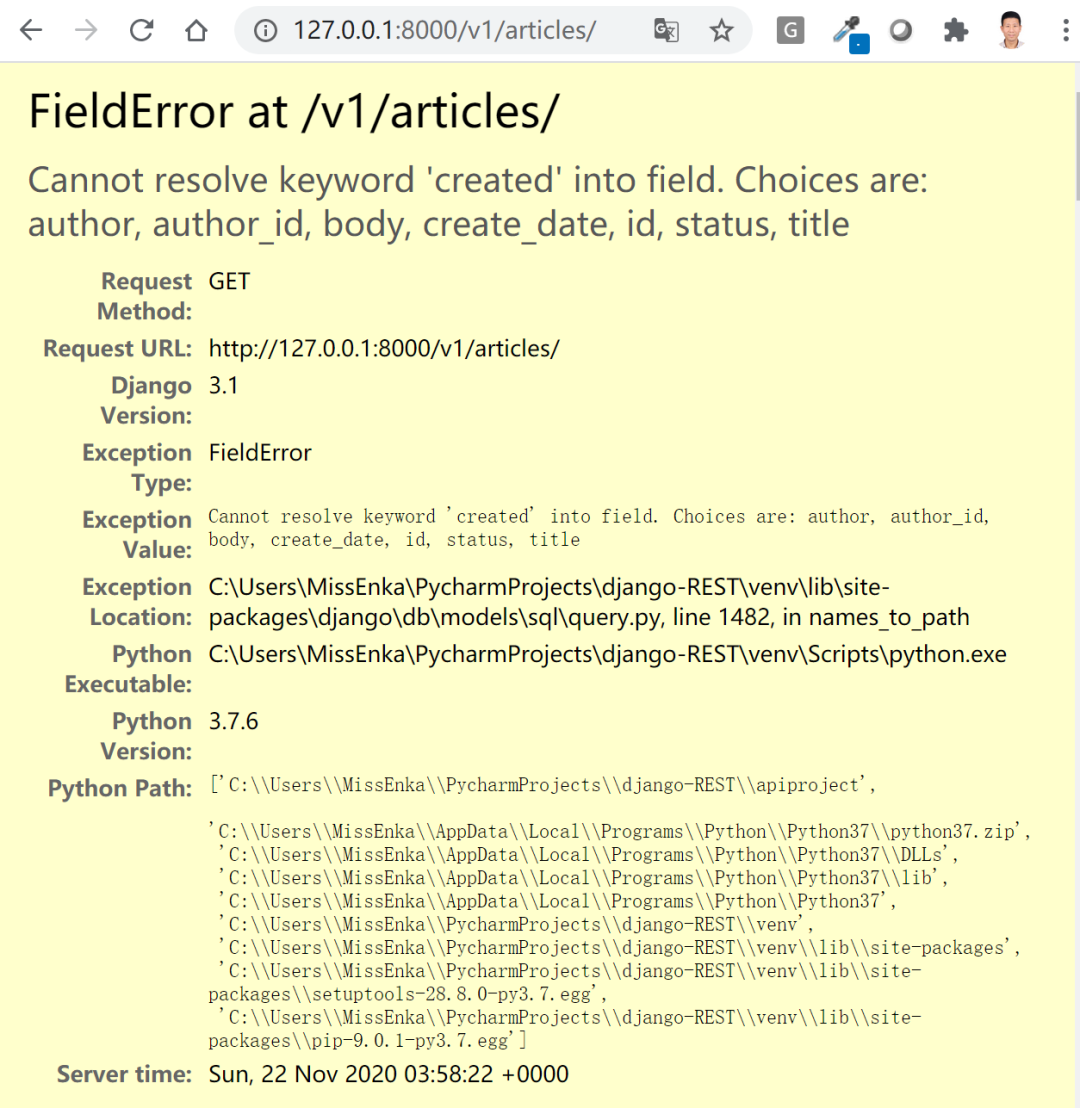 127.0.0.1:8000/v1/articles/
G
FieldError at /v1/articles/
Cannot resolve keyword 'created' into field. Choices are:
author, author_id, body, create_date, id, status, title
Request GET
Method:
Request URL: http://127.0.0.1:8000/v1/articles/
Django 3.1
Version:
Exception FieldError
Type:
Exception Cannot resolve keyword 'created' into field. Choices are: author, author_id,
Value: body, create_date, id, status, title
Exception C:\Users\MissEnka\PycharmProjects\django-REST\venv\lib\site-
Location: packages\django\db\models\sql\query.py, line 1482, in names_to_path
Python C:\Users\MissEnka\PycharmProjects\django-REST\venv\Scripts\python.exe
Executable:
Python 3.7.6
Version:
Python Path: ['C:\\Users\\MissEnka\\PycharmProjects\\django-REST\\apiproject',
'C:\\Users\\MissEnka\\AppData\\Local\\Programs\\Python\\Python37\\python37.zip',
'C:\\Users\\MissEnka\\AppData\\Local\\Programs\\Python\\Python37\\DLLs',
'C:\\Users\\MissEnka\\AppData\\Local\\Programs\\Python\\Python37\\lib',
'C:\\Users\\MissEnka\\AppData\\Local\\Programs\\Python\\Python37',
'C:\\Users\\MissEnka\\PycharmProjects\\django-REST\\venv',
'C:\\Users\\MissEnka\\PycharmProjects\\django-REST\\venv\\lib\\site-packages',
'C:\\Users\\MissEnka\\PycharmProjects\\django-REST\\venv\\lib\\site-
packages\\setuptools-28.8.0-py3.7.egg',
'C:\\Users\\MissEnka\\PycharmProjects\\django-REST\\venv\\lib\\site-
packages\\pip-9.0.1-py3.7.egg']
Server time: Sun, 22 Nov 2020 03:58:22 +0000